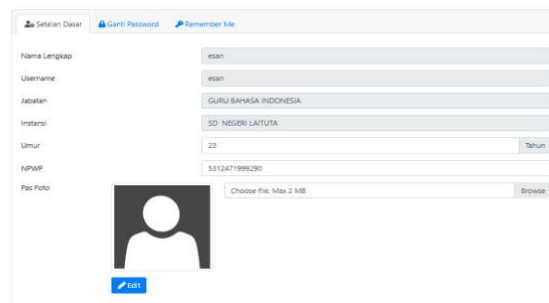 Setelan Dasar Ganti Password Remember Me
Nama Lengkap esan
Username esan
Jabatan GURU BAHASA INDONESIA
Instansi SD NEGERI LAITUTA
Umur 23 Tahun
NPWP 5312471999290
Pas Foto Choose file, Max 2 MB Browse
Edit